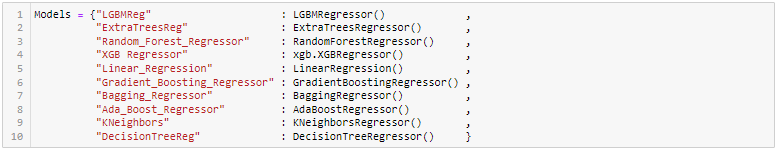 1 Models = {"LGBMReg" : LGBMRegressor() ,
2 "ExtraTreesReg" : ExtraTreesRegressor() ,
3 "Random_Forest_Regressor" : RandomForestRegressor() ,
4 "XGB Regressor" : xgb.XGBRegressor() ,
5 "Linear_Regression" : LinearRegression() ,
6 "Gradient_Boosting_Regressor" : GradientBoostingRegressor() ,
7 "Bagging_Regressor" : BaggingRegressor() ,
8 "Ada_Boost_Regressor" : AdaBoostRegressor() ,
9 "KNeighbors" : KNeighborsRegressor() ,
10 "DecisionTreeReg" : DecisionTreeRegressor() }